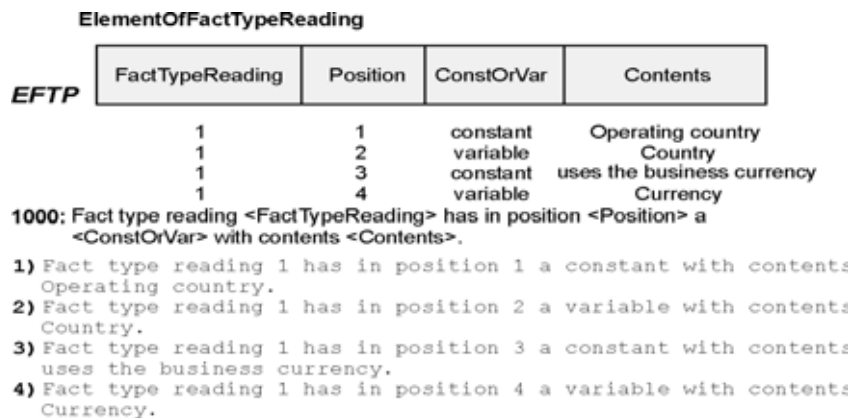 ElementOfFactTypeReading
FactTypeReading Position ConstOrVar Contents
EFTP
1 1 constant Operating country
1 2 variable Country
1 3 constant uses the business currency
1 4 variable Currency
1000: Fact type reading <FactTypeReading> has in position <Position> a
<ConstOrVar> with contents <Contents>.
1) Fact type reading 1 has in position 1 a constant with contents
Operating country.
2) Fact type reading 1 has in position 2 a variable with contents
Country.
3) Fact type reading 1 has in position 3 a constant with contents
uses the business currency.
4) Fact type reading 1 has in position 4 a variable with contents
Currency.